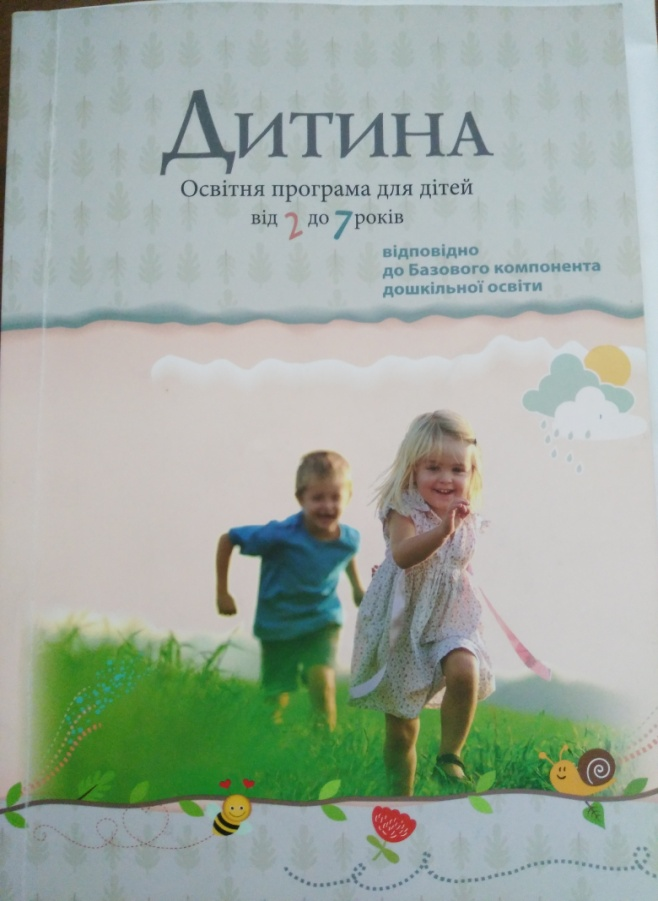 Дитина
Освітня програма для дітей
від 2 до 7 років
відповідно
до Базового компонента
дошкільної освіти